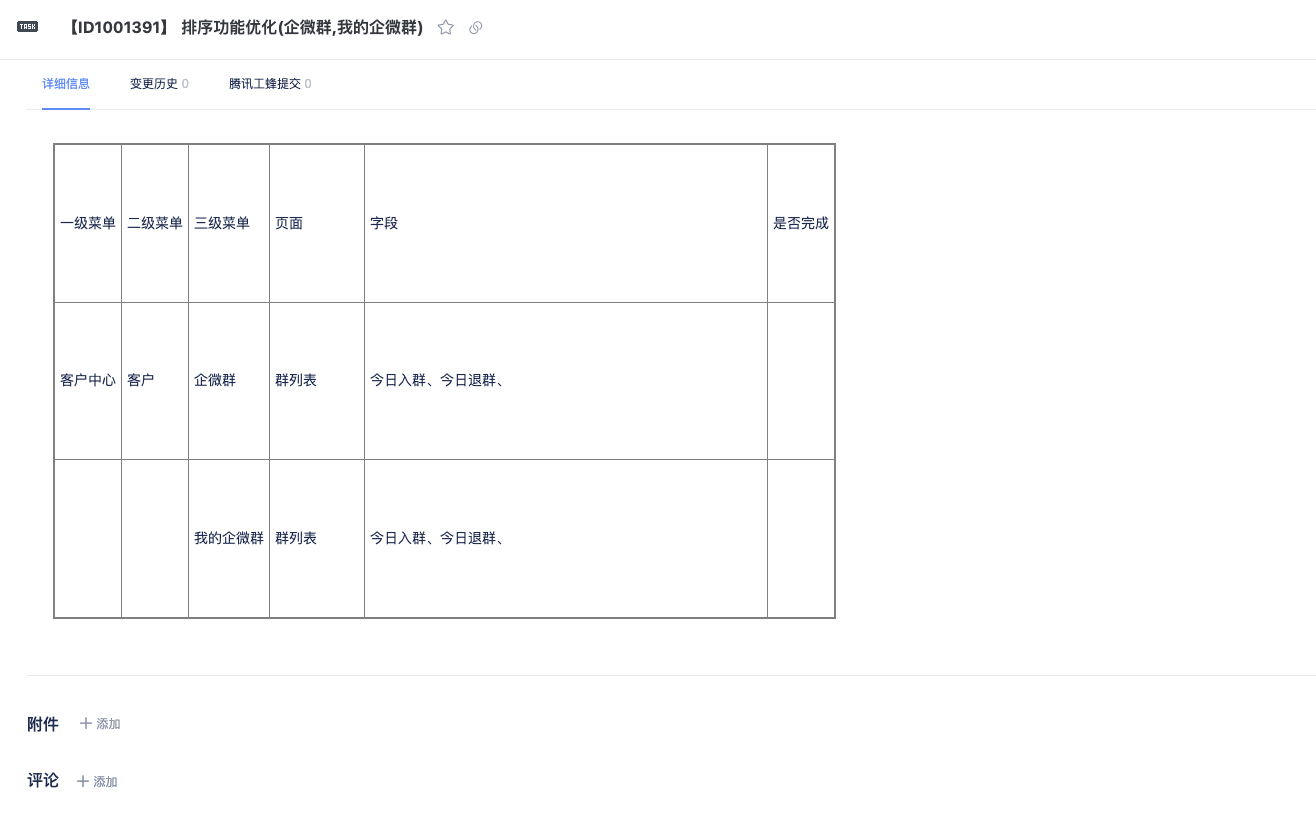 TASK 【ID1001391】 排序功能优化(企微群,我的企微群)
详细信息 变更历史 0 腾讯工蜂提交 0
一级菜单 二级菜单 三级菜单 页面 字段 是否完成
客户中心 客户 企微群 群列表 今日入群、今日退群、
我的企微群 群列表 今日入群、今日退群、
附件 添加
评论 添加